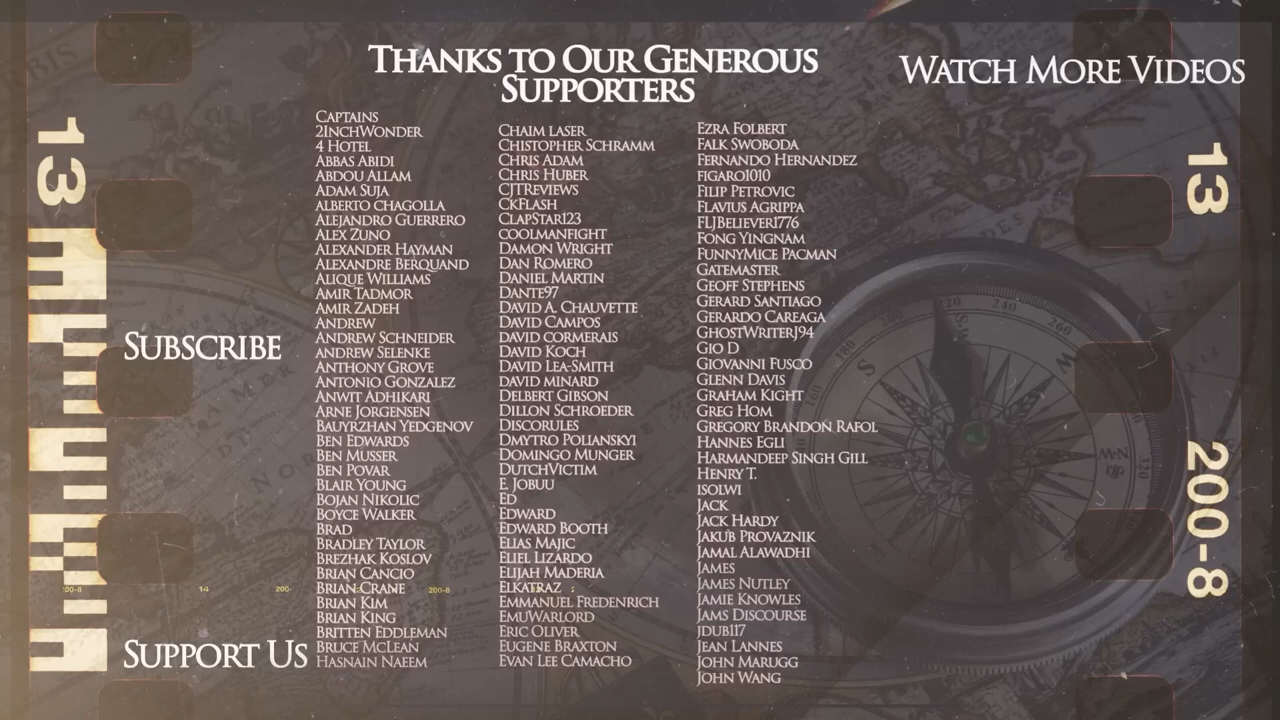 Thanks to Our Generous
Supporters
Watch More Videos
Captains
2InchWonder
4 Hotel
Abbas Abidi
Abdou Allam
Adam Suja
Alberto Chagolla
Alejandro Guerrero
Alex Zuno
Alexander Hayman
Alexandre Berquand
Alique Williams
Amir Tadmor
Amir Zadeh
Andrew
Andrew Schneider
andrew Selenke
Anthony Grove
Antonio Gonzalez
Anwit Adhikari
Arne Jorgensen
Bauyrzhan Yedgenov
Ben Edwards
Ben Musser
Ben Povar
Blair Young
Bojan Nikolic
Boyce Walker
Brad
Bradley Taylor
Brezhak Koslov
Brian Cancio
Brian Crane
Brian Kim
Brian King
Britten Eddleman
Bruce McLean
Hasnain Naeem
Chaim laser
Chistopher Schramm
Chris Adam
Chris Huber
CJTReviews
CkFlash
ClapStar123
coolmanfight
Damon Wright
Dan Romero
Daniel Martin
Dante97
David A. Chauvette
David Campos
David cormerais
David Koch
David Lea-Smith
david minard
Delbert Gibson
Dillon Schroeder
Discorules
Dmytro Polianskyi
Domingo Munger
DutchVictim
E. Jobuu
Ed
Edward
Edward Booth
Elias Majic
Eliel Lizardo
Elijah Maderia
Elkatraz
Emmanuel Fredenrich
EmuWarlord
Eric Oliver
Eugene Braxton
Evan Lee Camacho
Ezra Folbert
Falk Swoboda
Fernando Hernandez
figaro1010
Filip Petrovic
Flavius Agrippa
FLJBeliever1776
Fong Yingnam
FunnyMice Pacman
Gatemaster
Geoff Stephens
Gerard Santiago
Gerardo Careaga
GhostWriterJ94
Gio D
Giovanni Fusco
Glenn Davis
Graham Kight
Greg Hom
Gregory Brandon Rafol
Hannes Egli
Harmandeep Singh Gill
Henry T.
isolwi
Jack
Jack Hardy
Jakub Provaznik
Jamal Alawadhi
James
James Nutley
Jamie Knowles
Jams Discourse
jdub117
Jean Lannes
John Marugg
John Wang
Subscribe
Support Us
13
13
200-8
14
200-
200-8
220
240
260
180
S
W
N
320